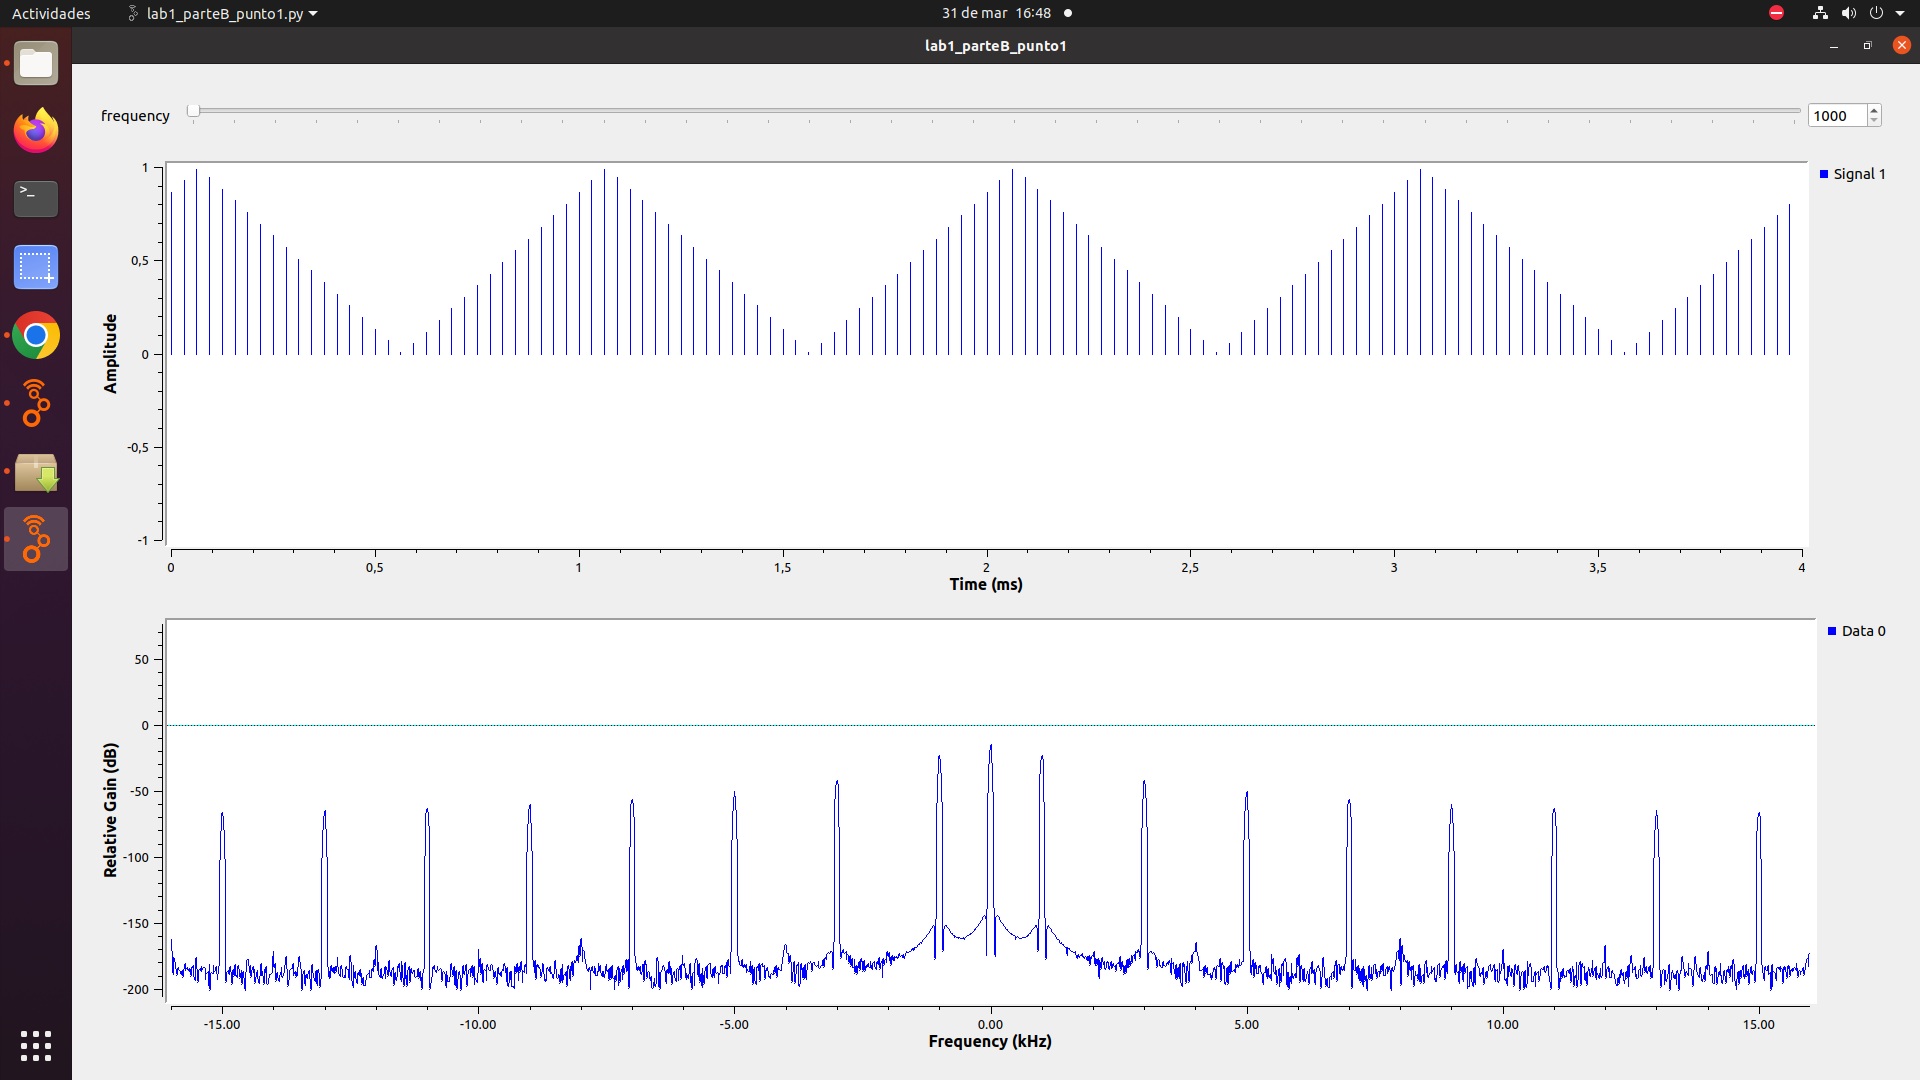 Actividades
lab1_parteB_punto1.py
31 de mar 16:48
lab1_parteB_punto1
frequency
1000
Signal 1
1
0,5
0
-0,5
-1
Amplitude
0 0,5 1 1,5 2 2,5 3 3,5 4
Time (ms)
Data 0
50
0
-50
-100
-150
-200
Relative Gain (dB)
-15.00 -10.00 -5.00 0.00 5.00 10.00 15.00
Frequency (kHz)